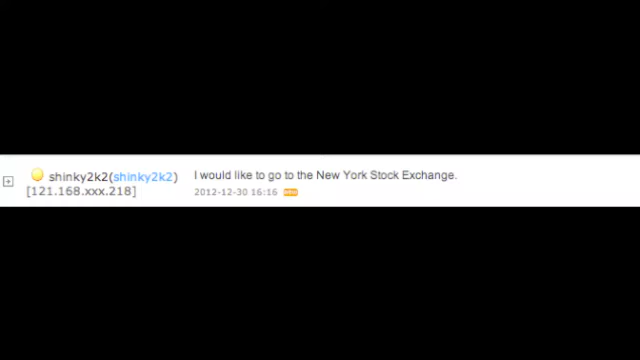 shinky2k2(shinky2k2)
[121.168.xxx.218]
I would like to go to the New York Stock Exchange.
2012-12-30 16:16